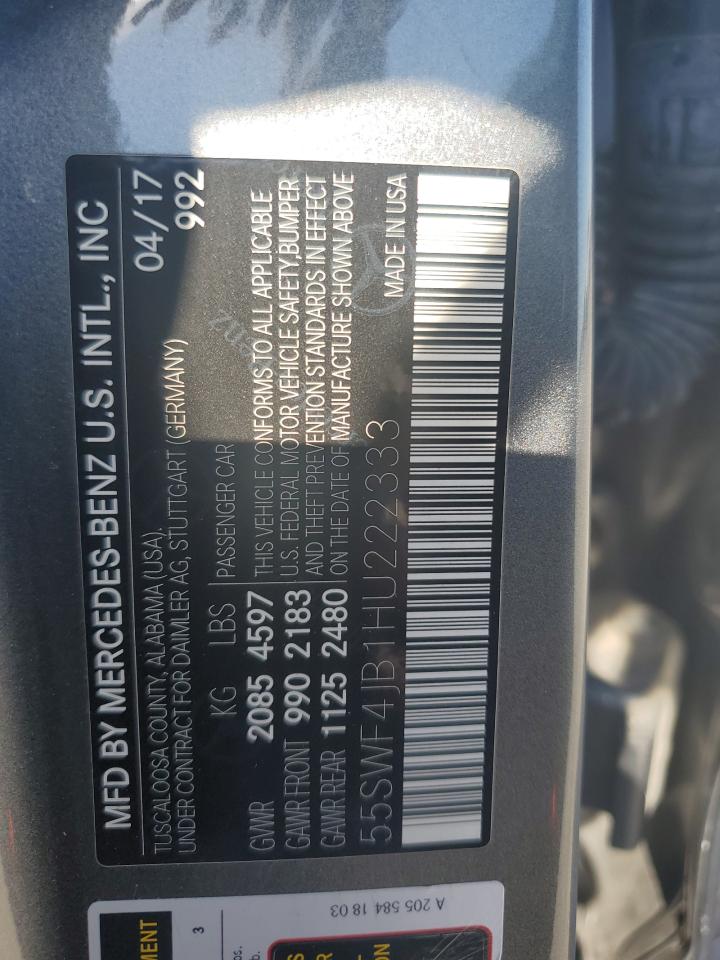 MFD BY MERCEDES-BENZ U.S. INTL., INC
TUSCALOOSA COUNTY, ALABAMA (USA), 04/17
UNDER CONTRACT FOR DAIMLER AG, STUTTGART (GERMANY) 992
KG LBS PASSENGER CAR
GVWR 2085 4597 THIS VEHICLE CONFORMS TO ALL APPLICABLE
GAWR FRONT 990 2183 U.S. FEDERAL MOTOR VEHICLE SAFETY,BUMPER
AND THEFT PREVENTION STANDARDS IN EFFECT
GAWR REAR 1125 2480 ON THE DATE OF MANUFACTURE SHOWN ABOVE
55SWF4JB1HU222333 MADE IN USA
3
A 205 584 18 03